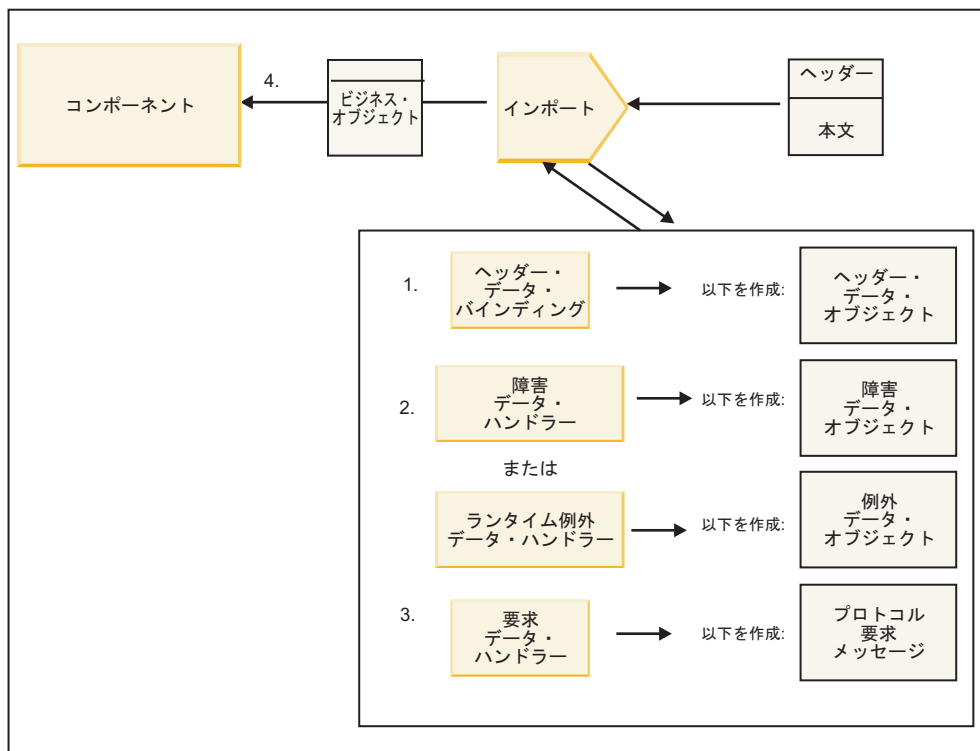 コンポーネント
4.
ビジネス・
オブジェクト
インポート
ヘッダー
本文
1.
ヘッダー・
データ・
バインディング
以下を作成:
ヘッダー・
データ・
オブジェクト
2.
障害
データ・
ハンドラー
以下を作成:
障害
データ・
オブジェクト
または
ランタイム例外
データ・ハンドラー
以下を作成:
例外
データ・
オブジェクト
3.
要求
データ・
ハンドラー
以下を作成:
プロトコル
要求
メッセージ